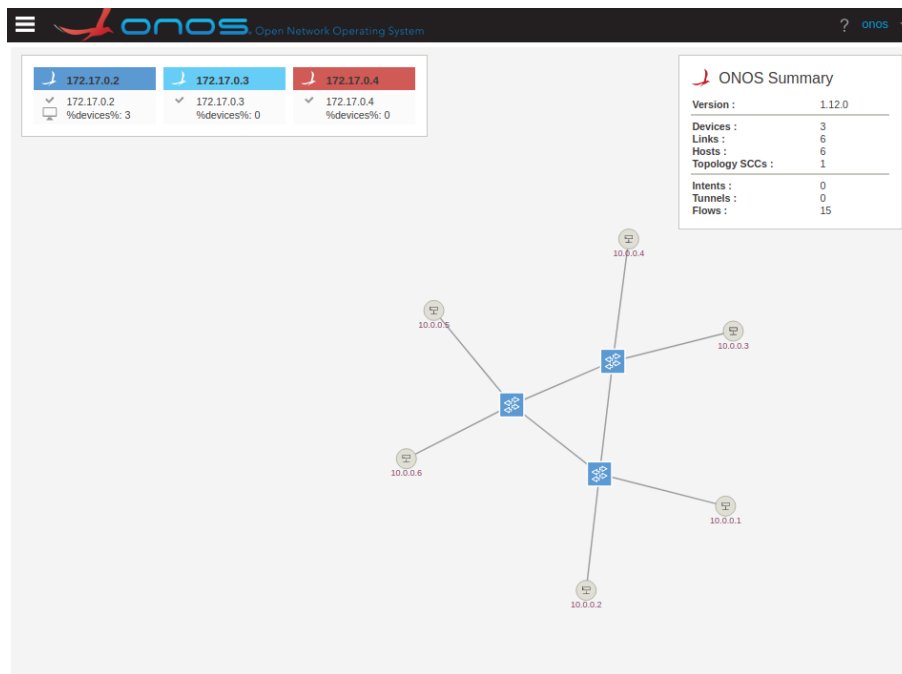 onos. Open Network Operating System
? onos
172.17.0.2
172.17.0.2
%devices%: 3
172.17.0.3
172.17.0.3
%devices%: 0
172.17.0.4
172.17.0.4
%devices%: 0
ONOS Summary
Version : 1.12.0
Devices : 3
Links : 6
Hosts : 6
Topology SCCs : 1
Intents : 0
Tunnels : 0
Flows : 15
10.0.0.4
10.0.0.5
10.0.0.3
10.0.0.6
10.0.0.1
10.0.0.2